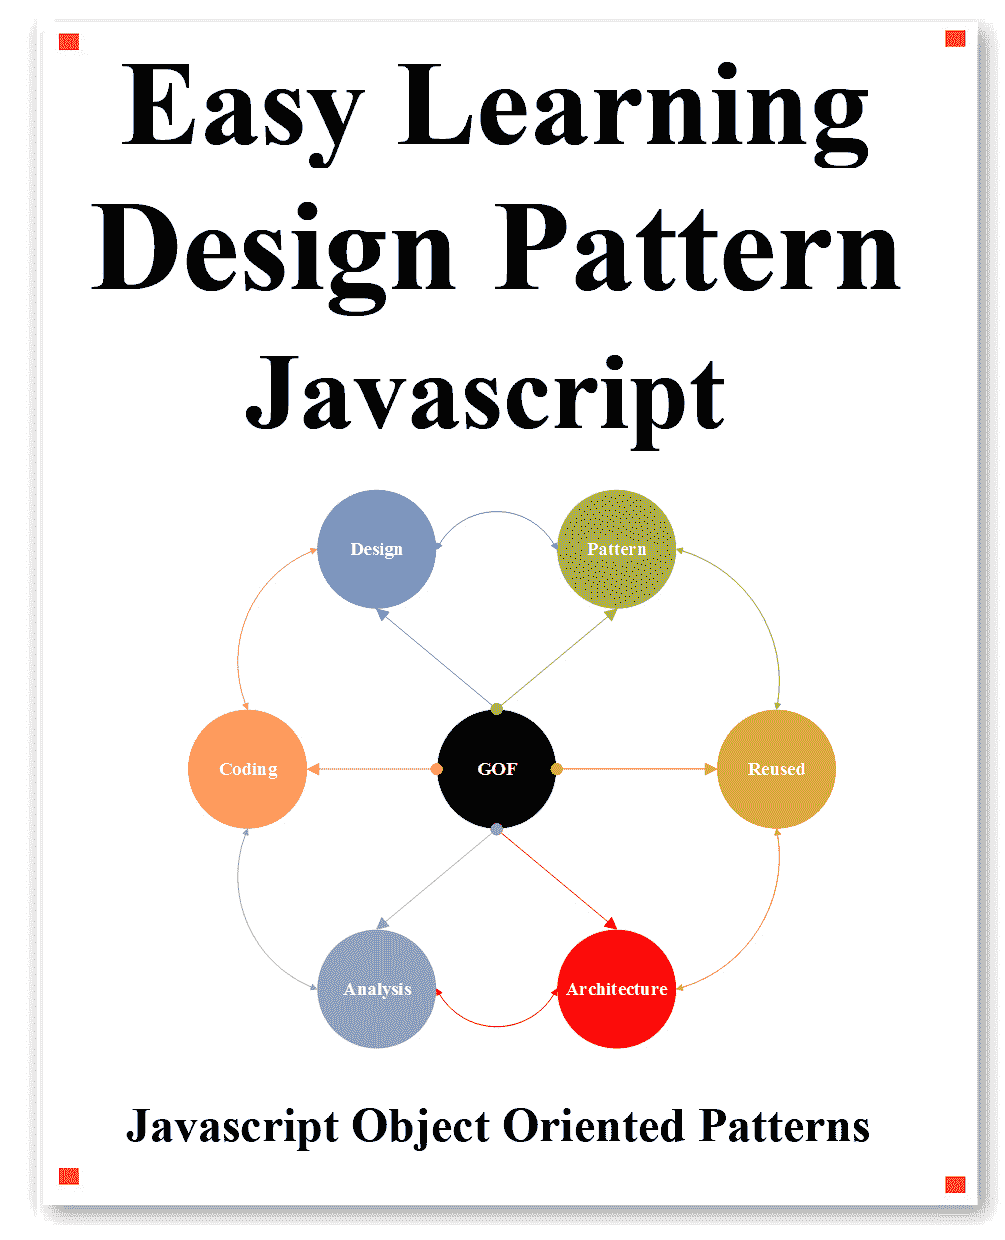 Easy Learning
Design Pattern
Javascript
Design
Pattern
Coding
GOF
Reused
Analysis
Architecture
Javascript Object Oriented Patterns